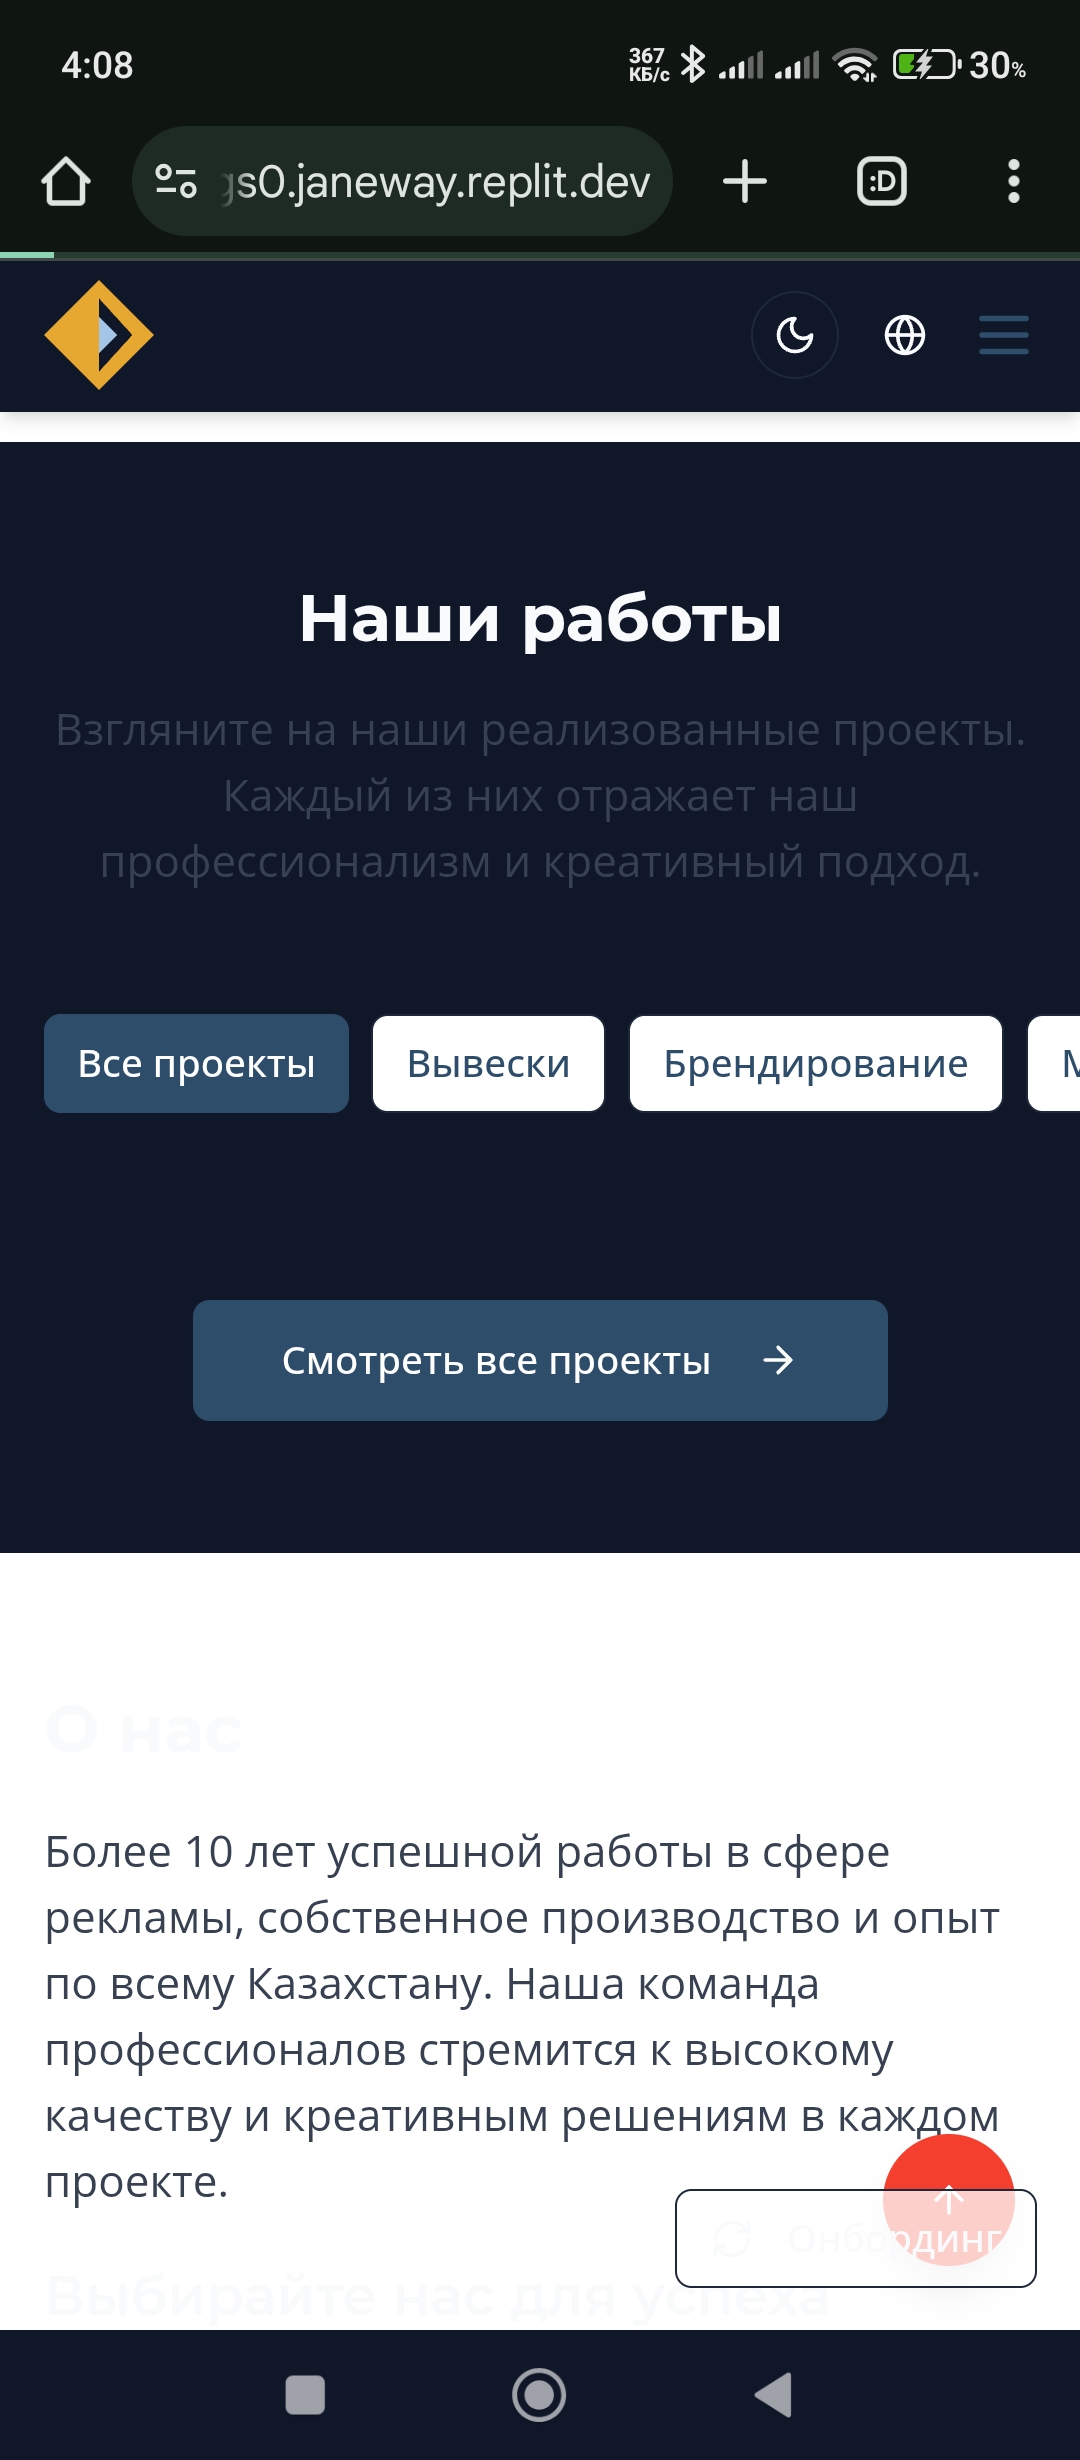 4:08
367
КБ/с
30%
gs0.janeway.replit.dev
:D
Наши работы
Взгляните на наши реализованные проекты.
Каждый из них отражает наш
профессионализм и креативный подход.
Все проекты
Вывески
Брендирование
Смотреть все проекты
О нас
Более 10 лет успешной работы в сфере
рекламы, собственное производство и опыт
по всему Казахстану. Наша команда
профессионалов стремится к высокому
качеству и креативным решениям в каждом
проекте.
Онбординг
Выбирайте нас для успеха